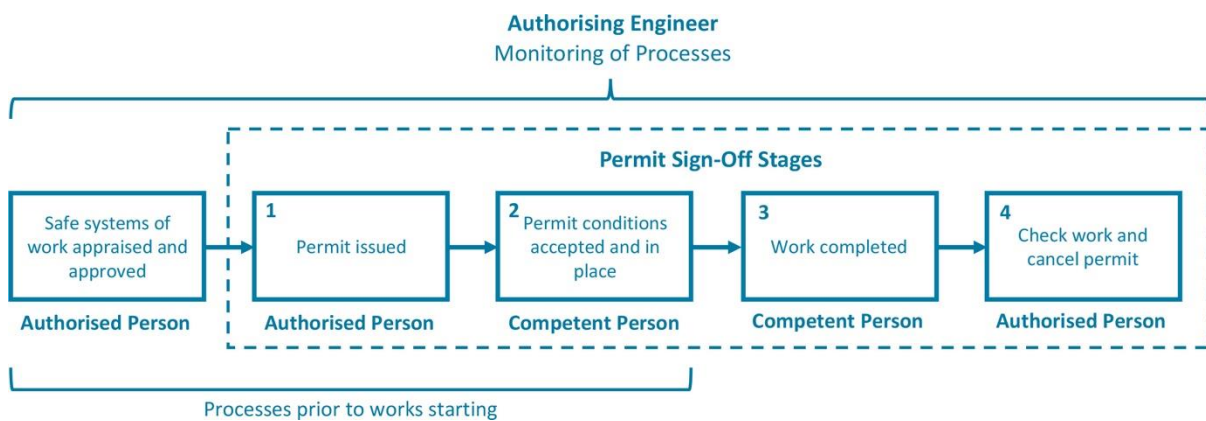 Authorising Engineer
Monitoring of Processes
Permit Sign-Off Stages
Safe systems of
work appraised and
approved
Authorised Person
1
Permit issued
Authorised Person
2
Permit conditions
accepted and in
place
Competent Person
3
Work completed
Competent Person
4
Check work and
cancel permit
Authorised Person
Processes prior to works starting